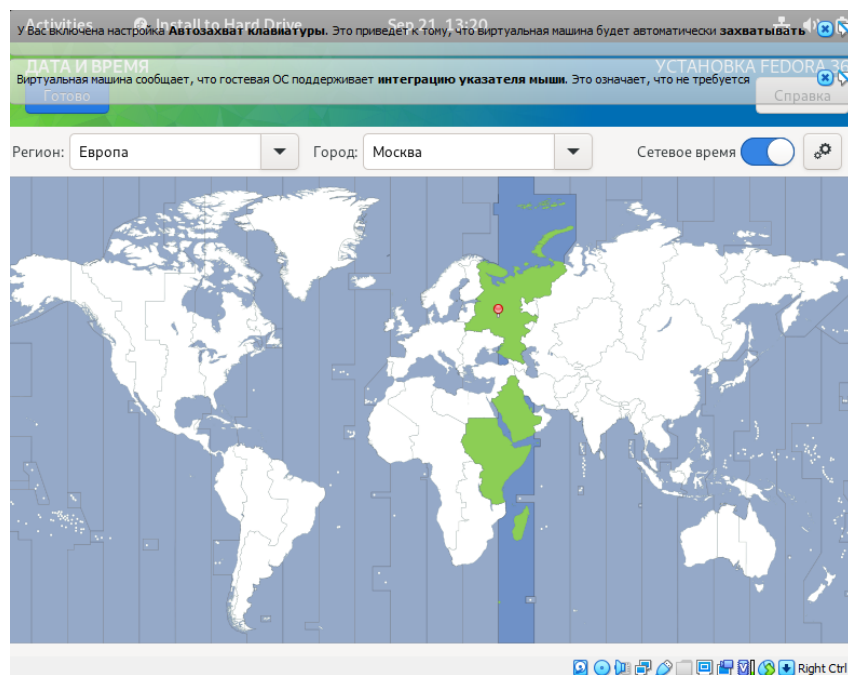 Activities Install to Hard Drive Sep 21 13:20
У Вас включена настройка Автозахват клавиатуры. Это приведет к тому, что виртуальная машина будет автоматически захватывать
ДАТА И ВРЕМЯ УСТАНОВКА FEDORA 36
Виртуальная машина сообщает, что гостевая ОС поддерживает интеграцию указателя мыши. Это означает, что не требуется
Готово Справка
Регион: Европа Город: Москва Сетевое время
Right Ctrl